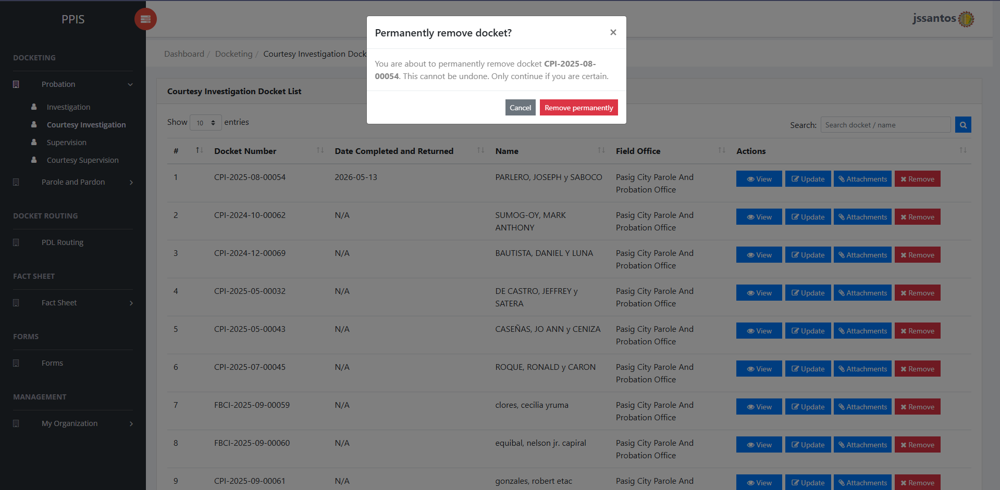 PPIS
jssantos
DOCKETING
Probation
Investigation
Courtesy Investigation
Supervision
Courtesy Supervision
Parole and Pardon
DOCKET ROUTING
PDL Routing
FACT SHEET
Fact Sheet
FORMS
Forms
MANAGEMENT
My Organization
Dashboard / Docketing / Courtesy Investigation Dock
Permanently remove docket? ×
You are about to permanently remove docket CPI-2025-08-
00054. This cannot be undone. Only continue if you are certain.
Cancel Remove permanently
Courtesy Investigation Docket List
Show 10 entries
Search: Search docket / name
# Docket Number Date Completed and Returned Name Field Office Actions
1 CPI-2025-08-00054 2026-05-13 PARLERO, JOSEPH y SABOCO Pasig City Parole And View Update Attachments Remove
Probation Office
2 CPI-2024-10-00062 N/A SUMOG-OY, MARK Pasig City Parole And View Update Attachments Remove
ANTHONY Probation Office
3 CPI-2024-12-00069 N/A BAUTISTA, DANIEL Y LUNA Pasig City Parole And View Update Attachments Remove
Probation Office
4 CPI-2025-05-00032 N/A DE CASTRO, JEFFREY y Pasig City Parole And View Update Attachments Remove
SATERA Probation Office
5 CPI-2025-05-00043 N/A CASEÑAS, JO ANN y CENIZA Pasig City Parole And View Update Attachments Remove
Probation Office
6 CPI-2025-07-00045 N/A ROQUE, RONALD y CARON Pasig City Parole And View Update Attachments Remove
Probation Office
7 FBCI-2025-09-00059 N/A clores, cecilia yruma Pasig City Parole And View Update Attachments Remove
Probation Office
8 FBCI-2025-09-00060 N/A equibal, nelson jr. capiral Pasig City Parole And View Update Attachments Remove
Probation Office
9 CPI-2025-09-00061 N/A gonzales, robert etac Pasig City Parole And View Update Attachments Remove